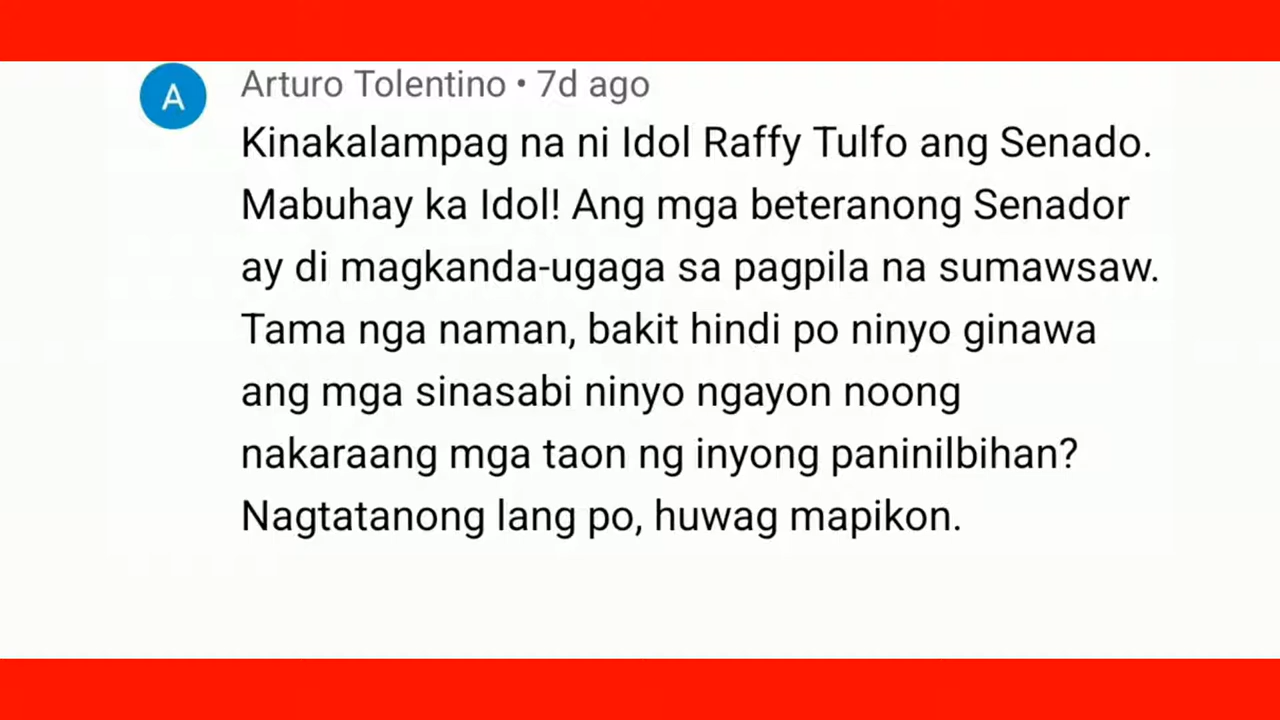 A
Arturo Tolentino • 7d ago
Kinakalampag na ni Idol Raffy Tulfo ang Senado.
Mabuhay ka Idol! Ang mga beteranong Senador
ay di magkanda-ugaga sa pagpila na sumawsaw.
Tama nga naman, bakit hindi po ninyo ginawa
ang mga sinasabi ninyo ngayon noong
nakaraang mga taon ng inyong paninilbihan?
Nagtatanong lang po, huwag mapikon.